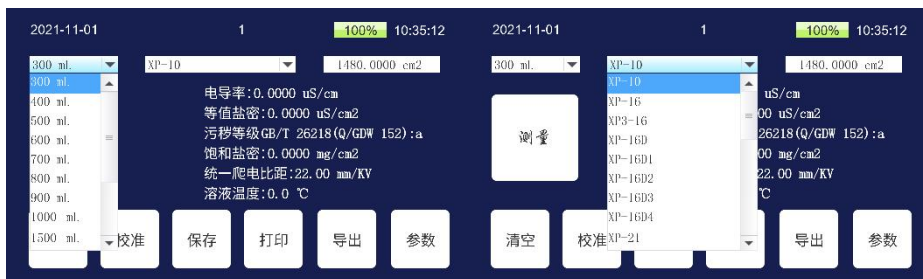 2021-11-01 1 100% 10:35:12
300 ml. XP-10 1480.0000 cm2
300 ml.
400 ml.
500 ml.
600 ml.
700 ml.
800 ml.
900 ml.
1000 ml.
1500 ml.
电导率:0.0000 uS/cm
等值盐密:0.0000 uS/cm2
污秽等级GB/T 26218(Q/GDW 152):a
饱和盐密:0.0000 mg/cm2
统一爬电比距:22.00 mm/KV
溶液温度:0.0 ℃
校准 保存 打印 导出 参数
2021-11-01 1 100% 10:35:12
300 ml. XP-10 1480.0000 cm2
XP-10
XP-16
XP3-16
XP-16D
XP-16D1
XP-16D2
XP-16D3
XP-16D4
XP-21
uS/cm
00 uS/cm2
26218(Q/GDW 152):a
00 mg/cm2
22.00 mm/KV
℃
测量
清空 校准 导出 参数